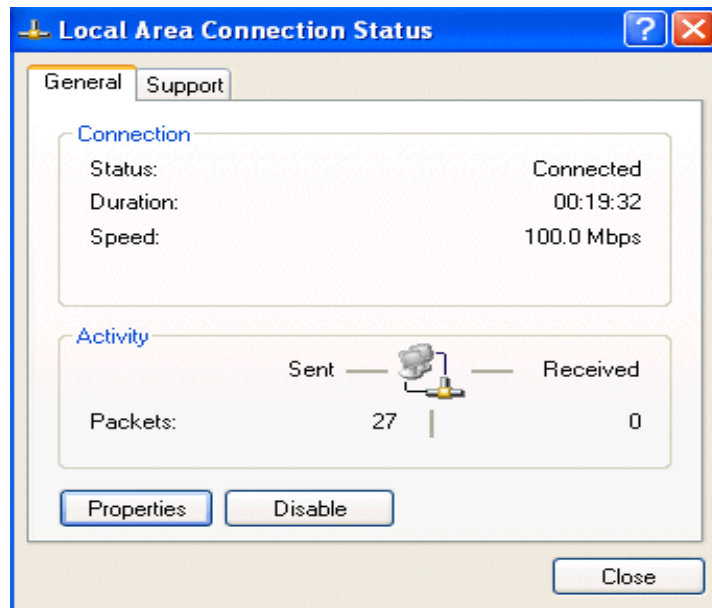 Local Area Connection Status
General Support
Connection
Status: Connected
Duration: 00:19:32
Speed: 100.0 Mbps
Activity
Sent Received
Packets: 27 0
Properties Disable
Close